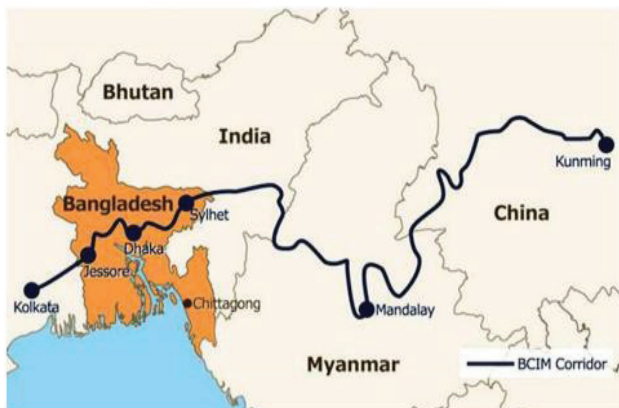 Bhutan
India
Bangladesh
Sylhet
Dhaka
Jessore
Kolkata
Chittagong
Mandalay
Kunming
China
Myanmar
BCIM Corridor